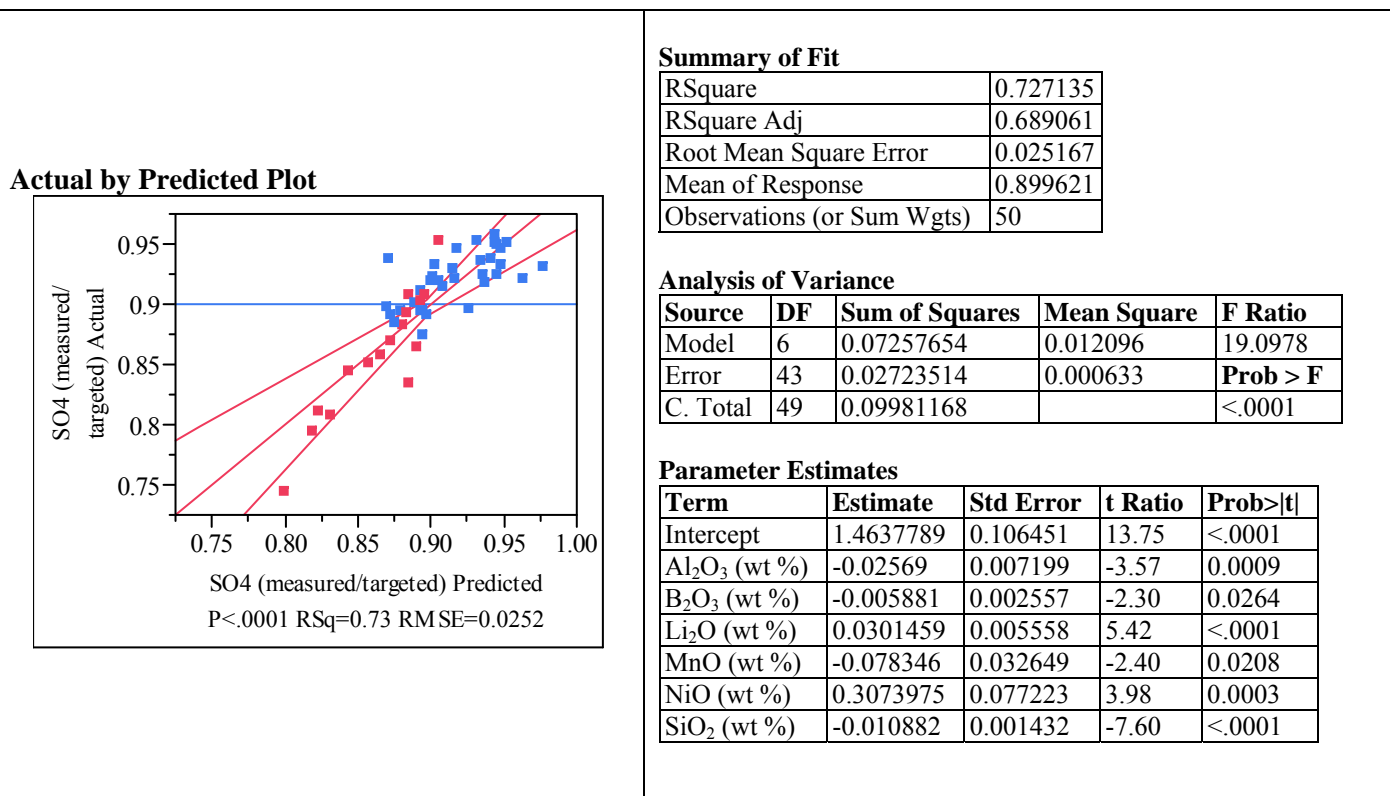 Actual by Predicted Plot
SO4 (measured/
targeted) Actual
0.95
0.9
0.85
0.8
0.75
0.75 0.80 0.85 0.90 0.95 1.00
SO4 (measured/targeted) Predicted
P<.0001 RSq=0.73 RMSE=0.0252
Summary of Fit
RSquare 0.727135
RSquare Adj 0.689061
Root Mean Square Error 0.025167
Mean of Response 0.899621
Observations (or Sum Wgts) 50
Analysis of Variance
Source DF Sum of Squares Mean Square F Ratio
Model 6 0.07257654 0.012096 19.0978
Error 43 0.02723514 0.000633 Prob > F
C. Total 49 0.09981168 <.0001
Parameter Estimates
Term Estimate Std Error t Ratio Prob>|t|
Intercept 1.4637789 0.106451 13.75 <.0001
Al₂O₃ (wt %) -0.02569 0.007199 -3.57 0.0009
B₂O₃ (wt %) -0.005881 0.002557 -2.30 0.0264
Li₂O (wt %) 0.0301459 0.005558 5.42 <.0001
MnO (wt %) -0.078346 0.032649 -2.40 0.0208
NiO (wt %) 0.3073975 0.077223 3.98 0.0003
SiO₂ (wt %) -0.010882 0.001432 -7.60 <.0001